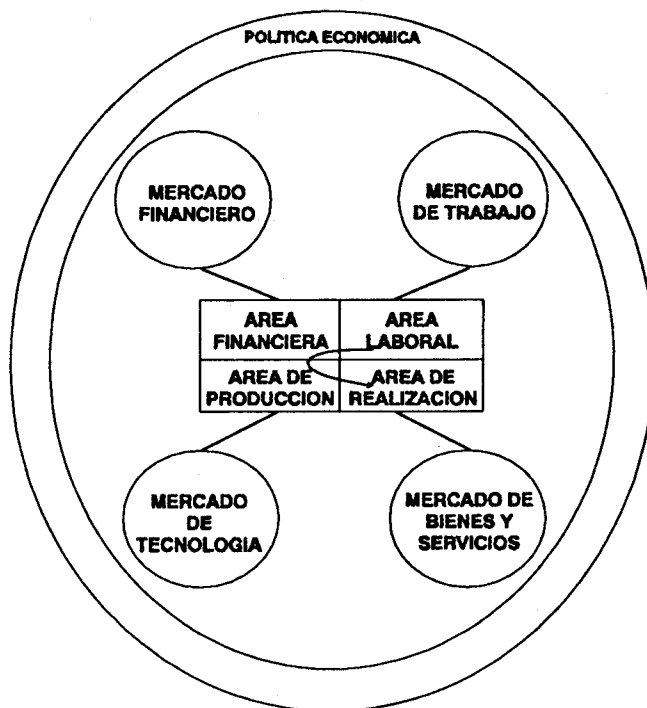 POLITICA ECONOMICA
MERCADO
FINANCIERO
MERCADO
DE TRABAJO
AREA
FINANCIERA
AREA
LABORAL
AREA DE
PRODUCCION
AREA DE
REALIZACION
MERCADO
DE
TECNOLOGIA
MERCADO DE
BIENES Y
SERVICIOS